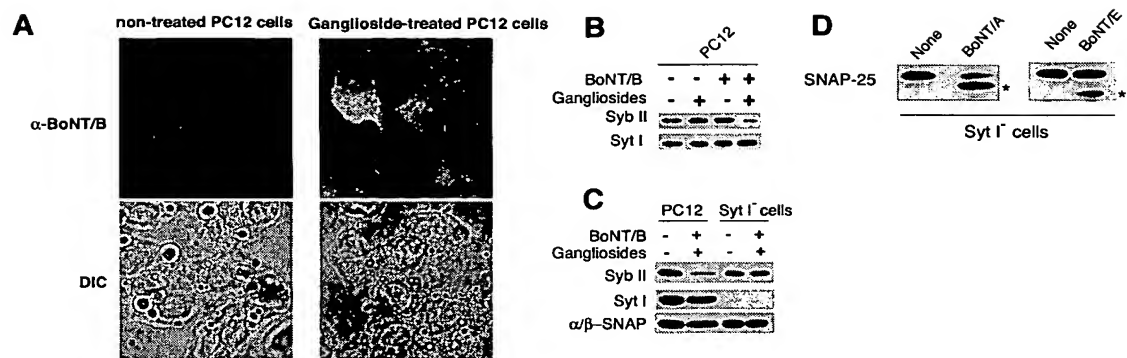 A
non-treated PC12 cells
Ganglioside-treated PC12 cells
α-BoNT/B
DIC
B
PC12
BoNT/B - - + +
Gangliosides - + - +
Syb II
Syt I
C
PC12 Syt I⁻ cells
BoNT/B - + - +
Gangliosides - + - +
Syb II
Syt I
α/β–SNAP
D
None BoNT/A None BoNT/E
SNAP-25 * *
Syt I⁻ cells